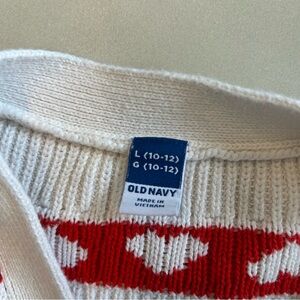 L (10-12)
G (10-12)
OLD NAVY
MADE IN
VIETNAM